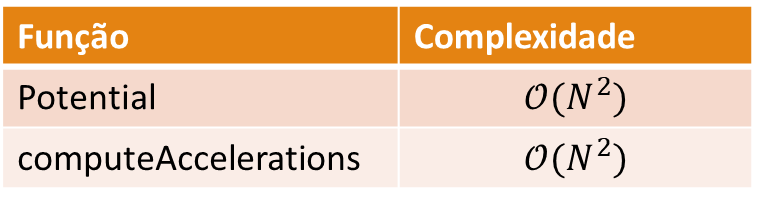 Função Complexidade
Potential 𝒪(𝑁²)
computeAccelerations 𝒪(𝑁²)